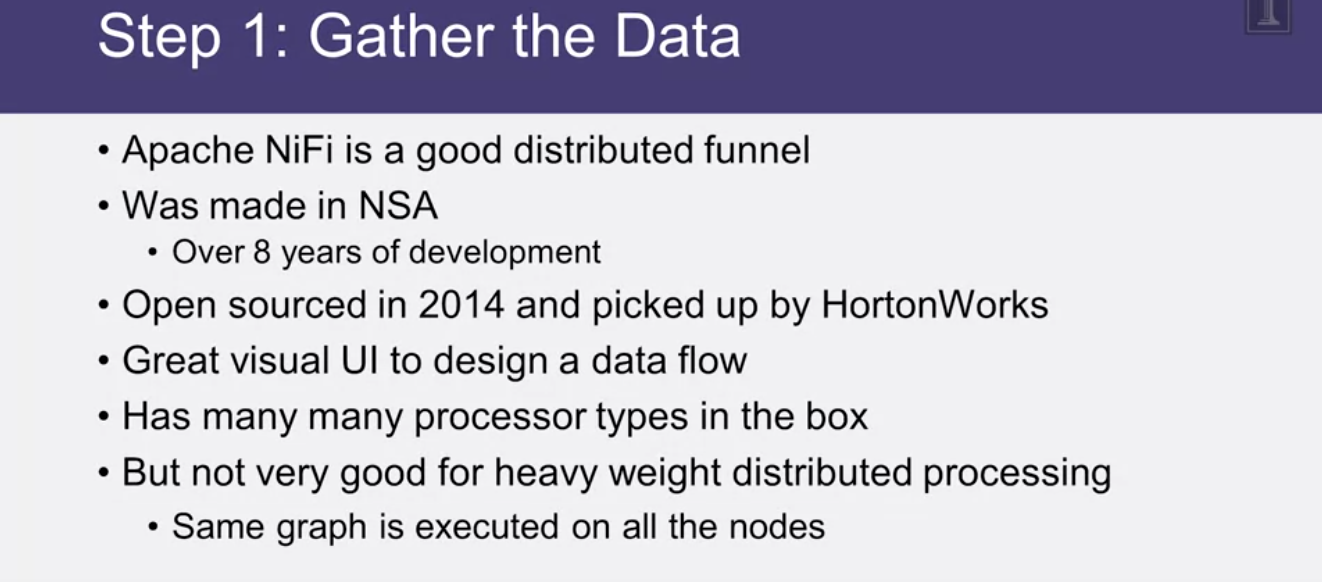 Step 1: Gather the Data
• Apache NiFi is a good distributed funnel
• Was made in NSA
• Over 8 years of development
• Open sourced in 2014 and picked up by HortonWorks
• Great visual UI to design a data flow
• Has many many processor types in the box
• But not very good for heavy weight distributed processing
• Same graph is executed on all the nodes